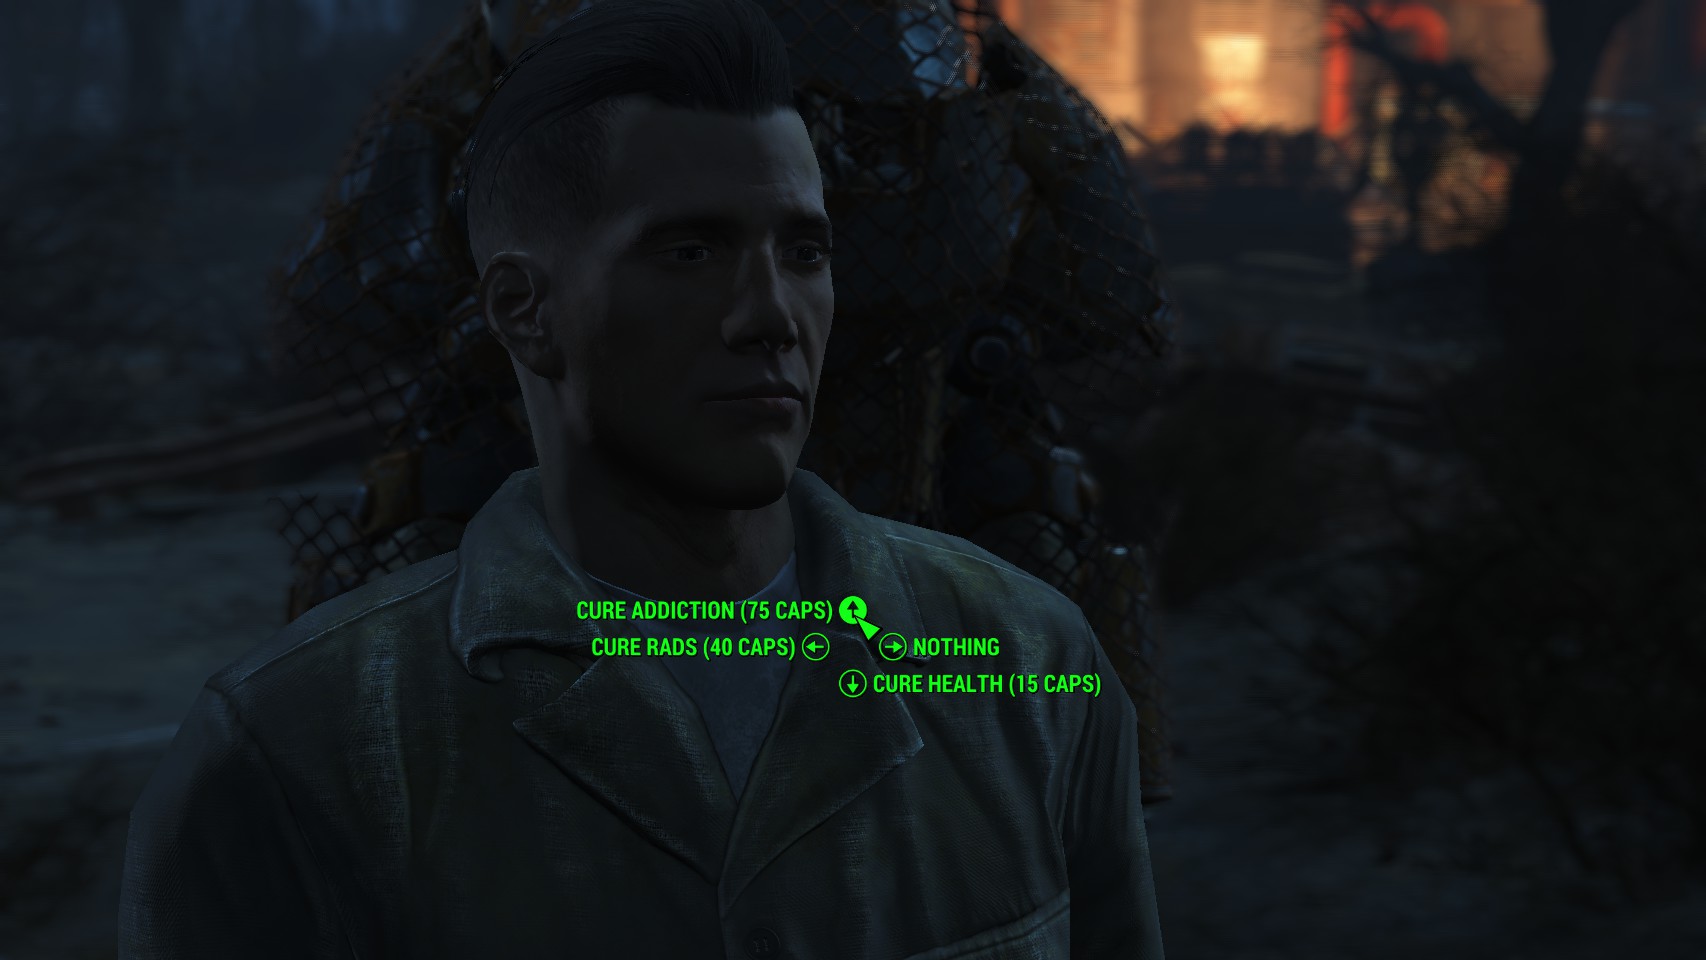 CURE ADDICTION (75 CAPS)
CURE RADS (40 CAPS)
NOTHING
CURE HEALTH (15 CAPS)